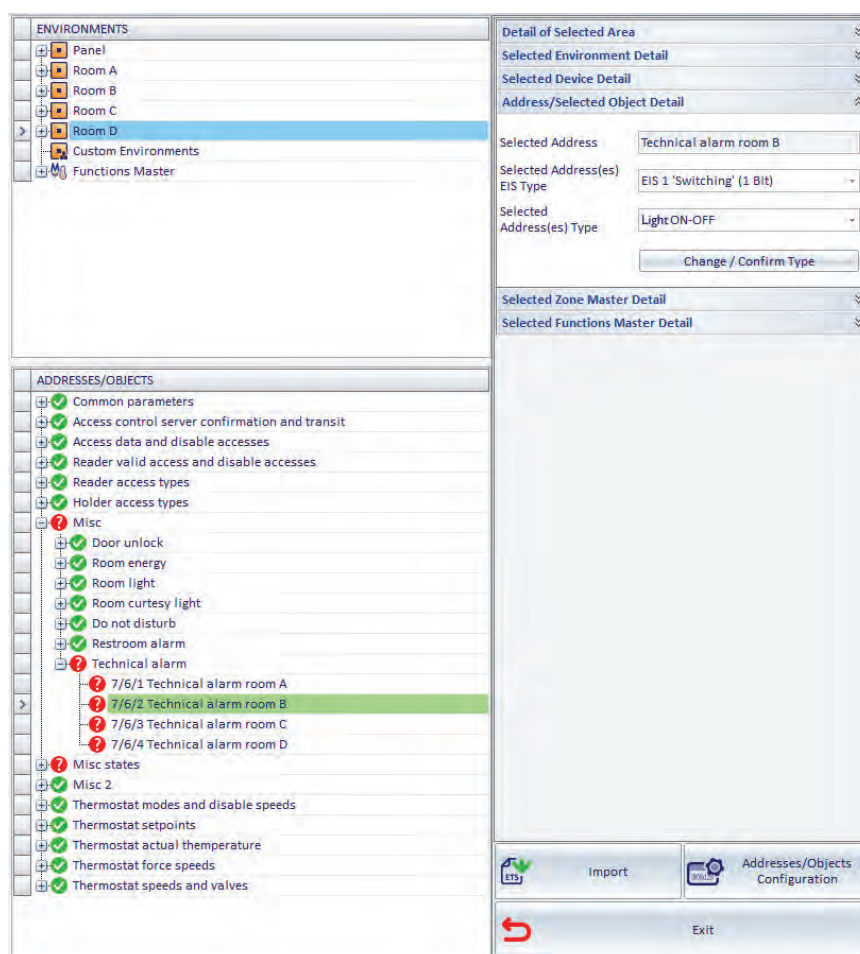 ENVIRONMENTS
Panel
Room A
Room B
Room C
Room D
Custom Environments
Functions Master
ADDRESSES/OBJECTS
Common parameters
Access control server confirmation and transit
Access data and disable accesses
Reader valid access and disable accesses
Reader access types
Holder access types
Misc
Door unlock
Room energy
Room light
Room curtesy light
Do not disturb
Restroom alarm
Technical alarm
7/6/1 Technical alarm room A
7/6/2 Technical alarm room B
7/6/3 Technical alarm room C
7/6/4 Technical alarm room D
Misc states
Misc 2
Thermostat modes and disable speeds
Thermostat setpoints
Thermostat actual themperature
Thermostat force speeds
Thermostat speeds and valves
Detail of Selected Area
Selected Environment Detail
Selected Device Detail
Address/Selected Object Detail
Selected Address Technical alarm room B
Selected Address(es)
EIS Type
EIS 1 'Switching' (1 Bit)
Selected
Address(es) Type
Light ON-OFF
Change / Confirm Type
Selected Zone Master Detail
Selected Functions Master Detail
ETS
Import
Addresses/Objects
Configuration
Exit